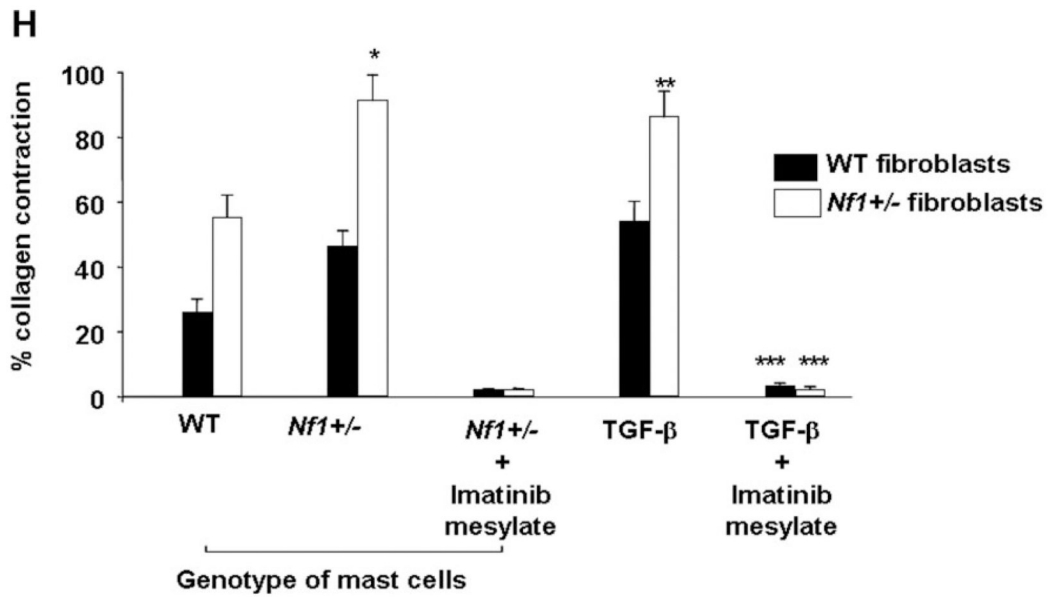 H
% collagen contraction
100
80
60
40
20
0
*
**
*** ***
WT fibroblasts
Nf1+/- fibroblasts
WT
Nf1+/-
Nf1+/-
+
Imatinib
mesylate
TGF-β
TGF-β
+
Imatinib
mesylate
Genotype of mast cells